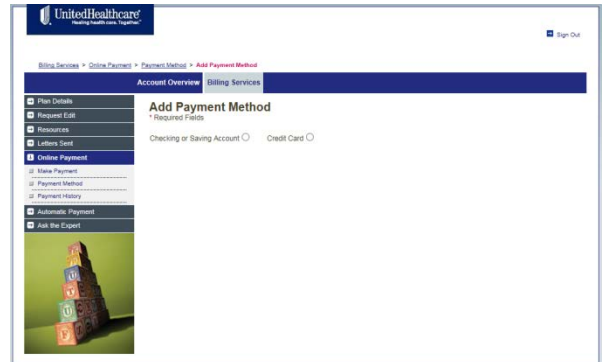 UnitedHealthcare®
Healing health care. Together.™
Sign Out
Billing Services > Online Payment > Payment Method > Add Payment Method
Account Overview Billing Services
Plan Details
Request Edit
Resources
Letters Sent
Online Payment
Make Payment
Payment Method
Payment History
Automatic Payment
Ask the Expert
Add Payment Method
* Required Fields
Checking or Saving Account Credit Card